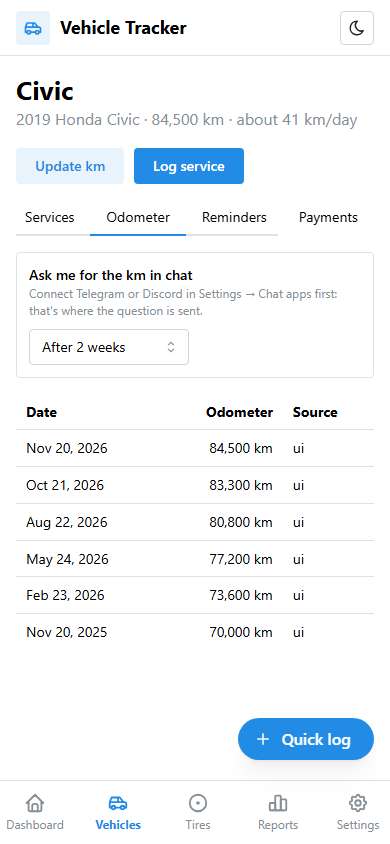 Vehicle Tracker
Civic
2019 Honda Civic · 84,500 km · about 41 km/day
Update km
Log service
Services Odometer Reminders Payments
Ask me for the km in chat
Connect Telegram or Discord in Settings → Chat apps first:
that's where the question is sent.
After 2 weeks
Date Odometer Source
Nov 20, 2026 84,500 km ui
Oct 21, 2026 83,300 km ui
Aug 22, 2026 80,800 km ui
May 24, 2026 77,200 km ui
Feb 23, 2026 73,600 km ui
Nov 20, 2025 70,000 km ui
+ Quick log
Dashboard Vehicles Tires Reports Settings